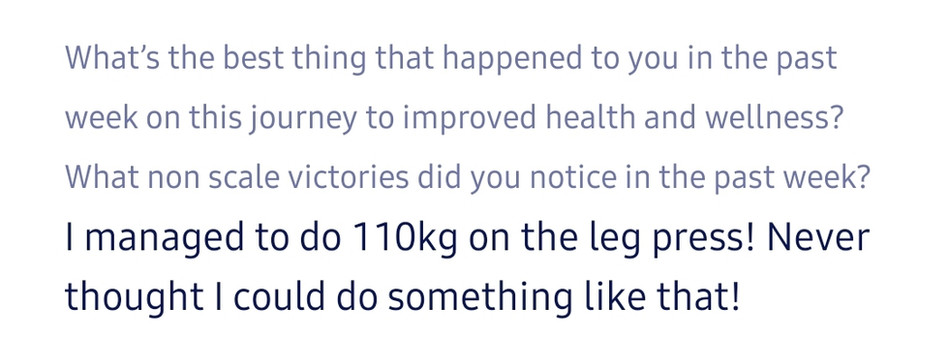 What’s the best thing that happened to you in the past
week on this journey to improved health and wellness?
What non scale victories did you notice in the past week?
I managed to do 110kg on the leg press! Never
thought I could do something like that!